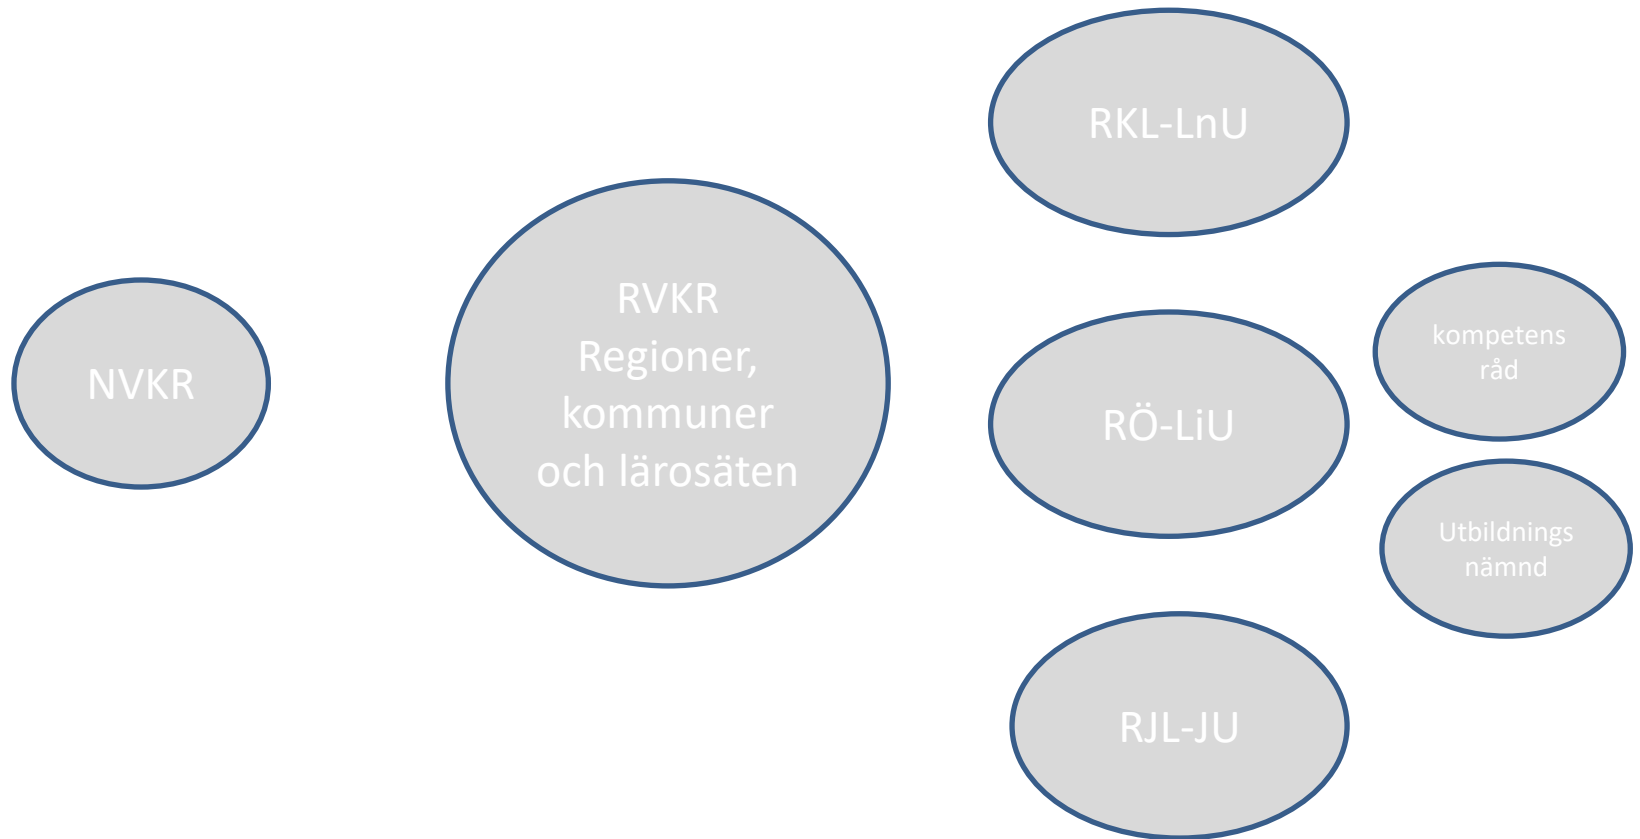 NVKR
RVKR
Regioner,
kommuner
och lärosäten
RKL-LnU
RÖ-LiU
RJL-JU
kompetens
råd
Utbildnings
nämnd